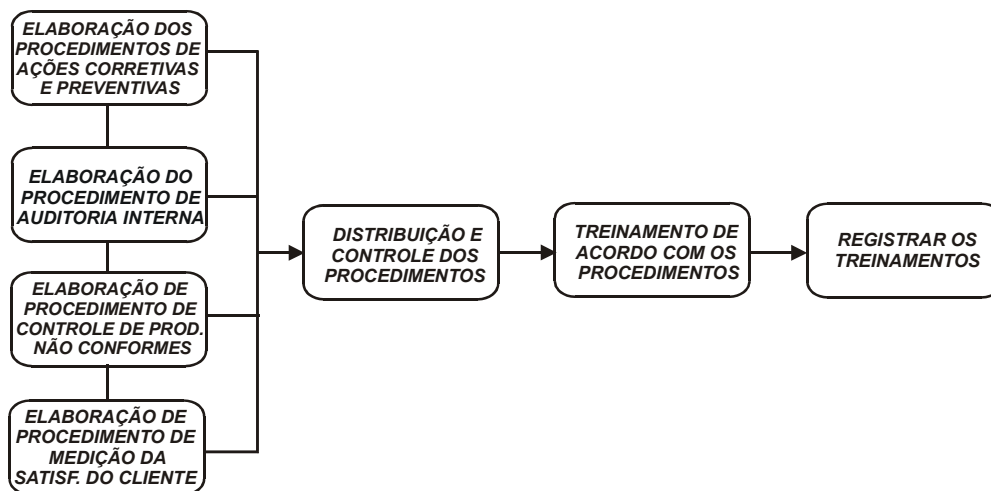 ELABORAÇÃO DOS
PROCEDIMENTOS DE
AÇÕES CORRETIVAS
E PREVENTIVAS
ELABORAÇÃO DO
PROCEDIMENTO DE
AUDITORIA INTERNA
ELABORAÇÃO DE
PROCEDIMENTO DE
CONTROLE DE PROD.
NÃO CONFORMES
ELABORAÇÃO DE
PROCEDIMENTO DE
MEDIÇÃO DA
SATISF. DO CLIENTE
DISTRIBUIÇÃO E
CONTROLE DOS
PROCEDIMENTOS
TREINAMENTO DE
ACORDO COM OS
PROCEDIMENTOS
REGISTRAR OS
TREINAMENTOS